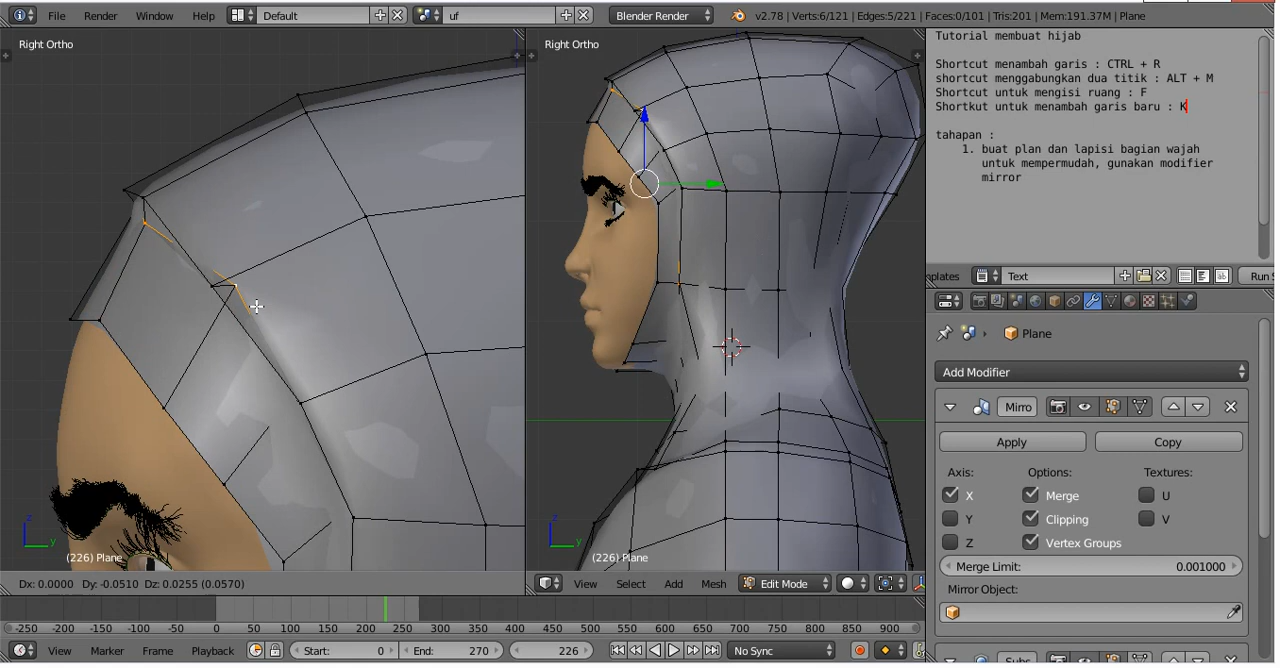 File Render Window Help Default uf Blender Render v2.78 | Verts:6/121 | Edges:5/221 | Faces:0/101 | Tris:201 | Mem:191.37M | Plane
Right Ortho
Right Ortho
Tutorial membuat hijab
Shortcut menambah garis : CTRL + R
shortcut menggabungkan dua titik : ALT + M
Shortcut untuk mengisi ruang : F
Shortkut untuk menambah garis baru : K
tahapan :
1. buat plan dan lapisi bagian wajah
untuk mempermudah, gunakan modifier
mirror
plates Text Run S
Plane
Add Modifier
Mirro
Apply Copy
Axis: Options: Textures:
X Merge U
Y Clipping V
Z Vertex Groups
Merge Limit: 0.001000
Mirror Object:
Subs
z
y
(226) Plane
z
y
(226) Plane
Dx: 0.0000 Dy: -0.0510 Dz: 0.0255 (0.0570)
View Select Add Mesh Edit Mode
-250 -200 -150 -100 -50 0 50 100 150 200 250 300 350 400 450 500 550 600 650 700 750 800 850 900
View Marker Frame Playback Start: 0 End: 270 226 No Sync